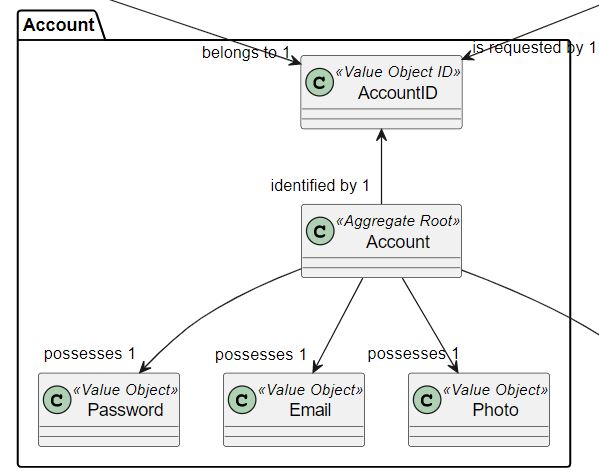 Account
belongs to 1
is requested by 1
«Value Object ID»
C
AccountID
identified by 1
«Aggregate Root»
C
Account
possesses 1
possesses 1
possesses 1
«Value Object»
C
Password
«Value Object»
C
Email
«Value Object»
C
Photo